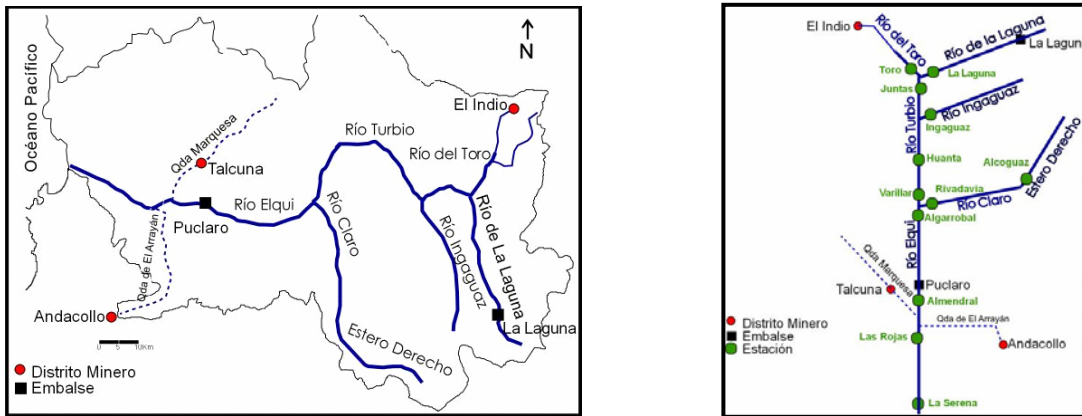 Océano Pacífico
N
El Indio
Río Turbio
Qda Marquesa
Río del Toro
Talcuna
Río Elqui
Puclaro
Río Claro
Río Ingaguaz
Río de La Laguna
Qda de El Arrayán
Andacollo
La Laguna
Estero Derecho
0 5 10Km
Distrito Minero
Embalse
El Indio
Río del Toro
Río de la Laguna
La Laguna
Toro
La Laguna
Juntas
Río Ingaguaz
Río Turbio
Ingaguaz
Huanta
Alcoguaz
Estero Derecho
Varillar
Rivadavia
Río Claro
Algarrobal
Río Elqui
Qda Marquesa
Puclaro
Talcuna
Almendral
Qda de El Arrayán
Distrito Minero
Embalse
Estación
Las Rojas
Andacollo
La Serena